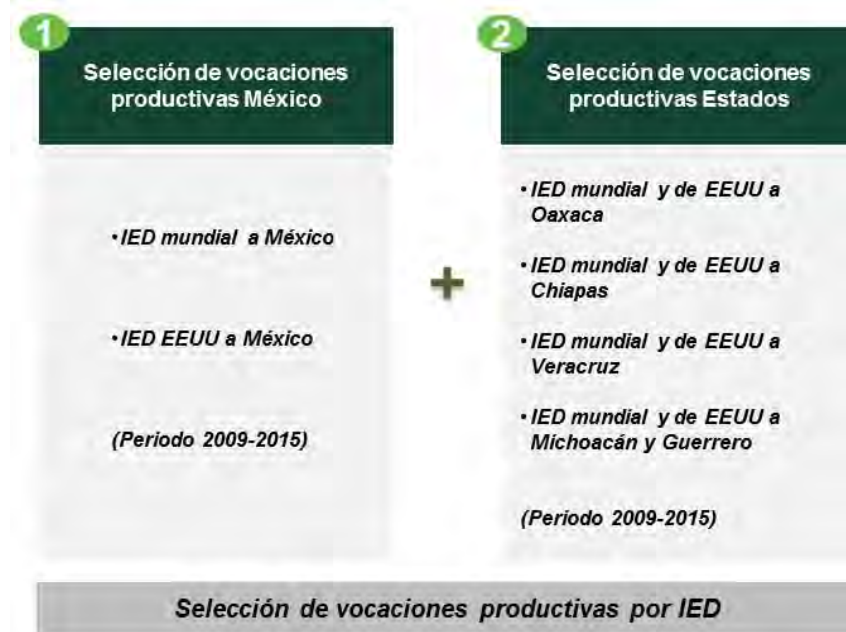 1
Selección de vocaciones
productivas México
•IED mundial a México
•IED EEUU a México
(Periodo 2009-2015)
+
2
Selección de vocaciones
productivas Estados
•IED mundial y de EEUU a
Oaxaca
•IED mundial y de EEUU a
Chiapas
•IED mundial y de EEUU a
Veracruz
•IED mundial y de EEUU a
Michoacán y Guerrero
(Periodo 2009-2015)
Selección de vocaciones productivas por IED